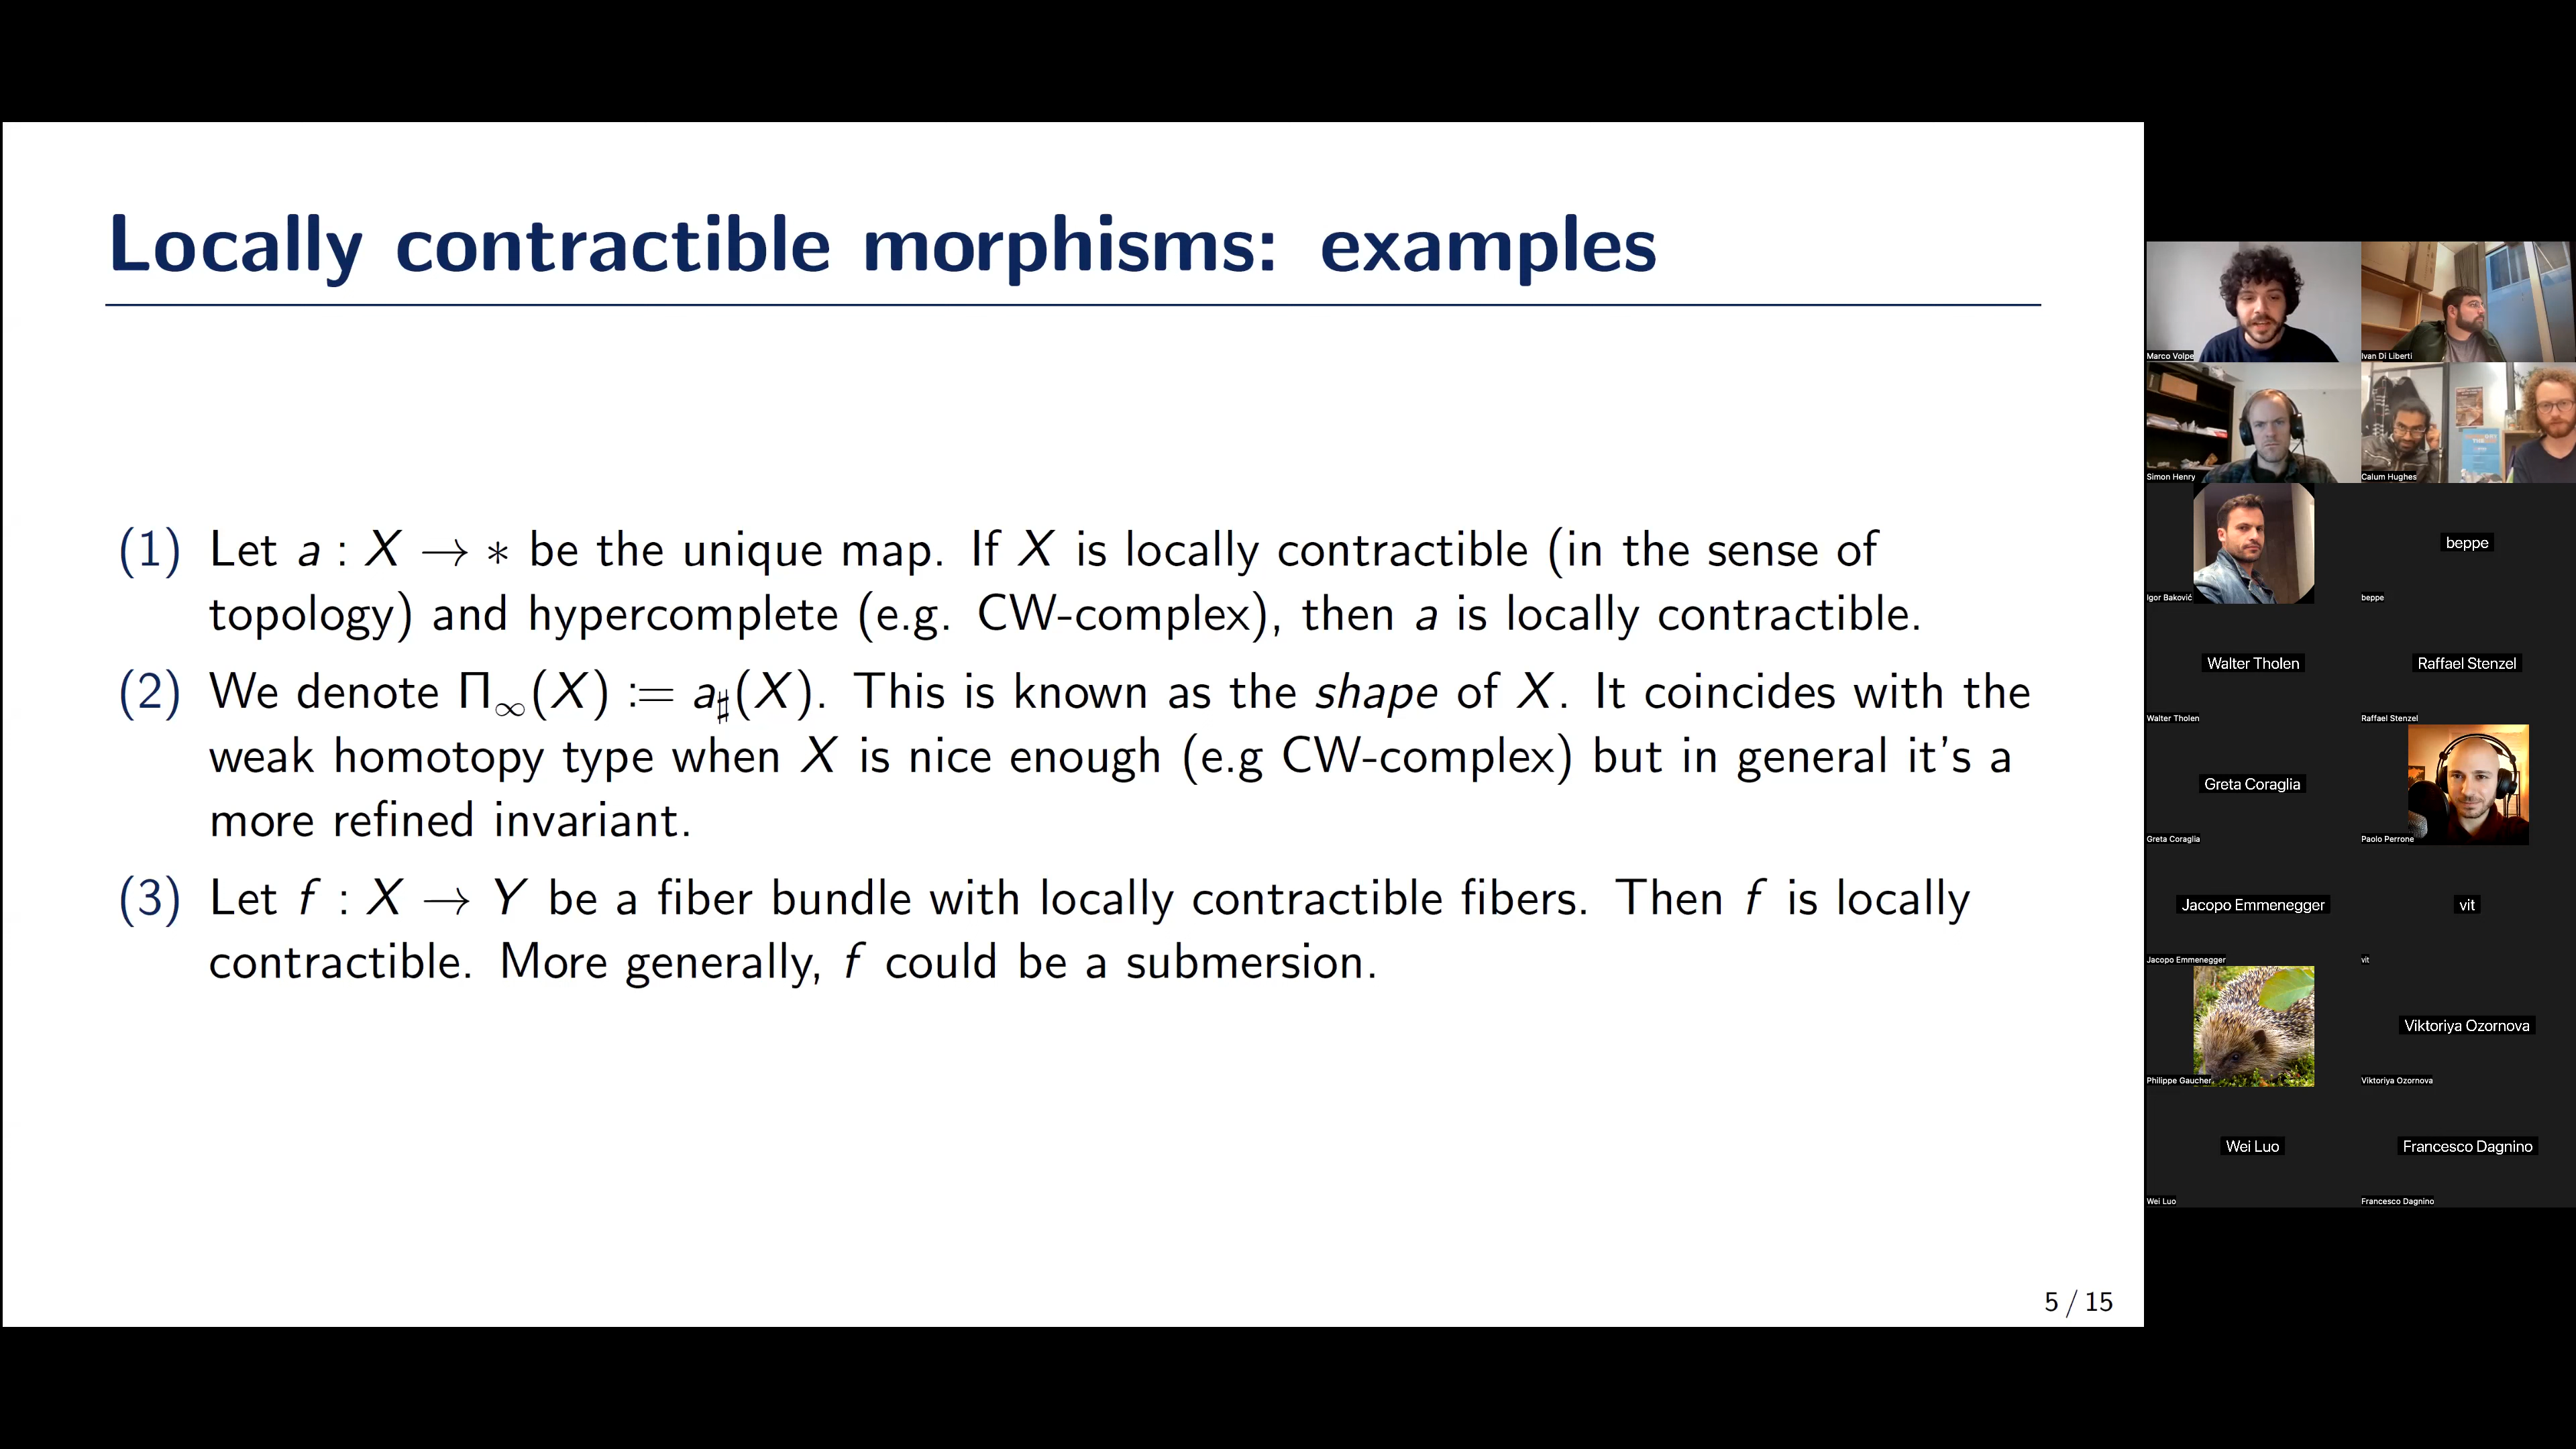 Locally contractible morphisms: examples
(1) Let a : X → ∗ be the unique map. If X is locally contractible (in the sense of
topology) and hypercomplete (e.g. CW-complex), then a is locally contractible.
(2) We denote Π∞(X) := a♯(X). This is known as the shape of X. It coincides with the
weak homotopy type when X is nice enough (e.g CW-complex) but in general it's a
more refined invariant.
(3) Let f : X → Y be a fiber bundle with locally contractible fibers. Then f is locally
contractible. More generally, f could be a submersion.
5 / 15
Marco Volpe
Ivan Di Liberti
Simon Henry
Calum Hughes
Igor Baković
beppe
beppe
Walter Tholen
Raffael Stenzel
Walter Tholen
Raffael Stenzel
Greta Coraglia
Greta Coraglia
Paolo Perrone
Jacopo Emmenegger
vit
Jacopo Emmenegger
vit
Viktoriya Ozornova
Philippe Gaucher
Viktoriya Ozornova
Wei Luo
Francesco Dagnino
Wei Luo
Francesco Dagnino